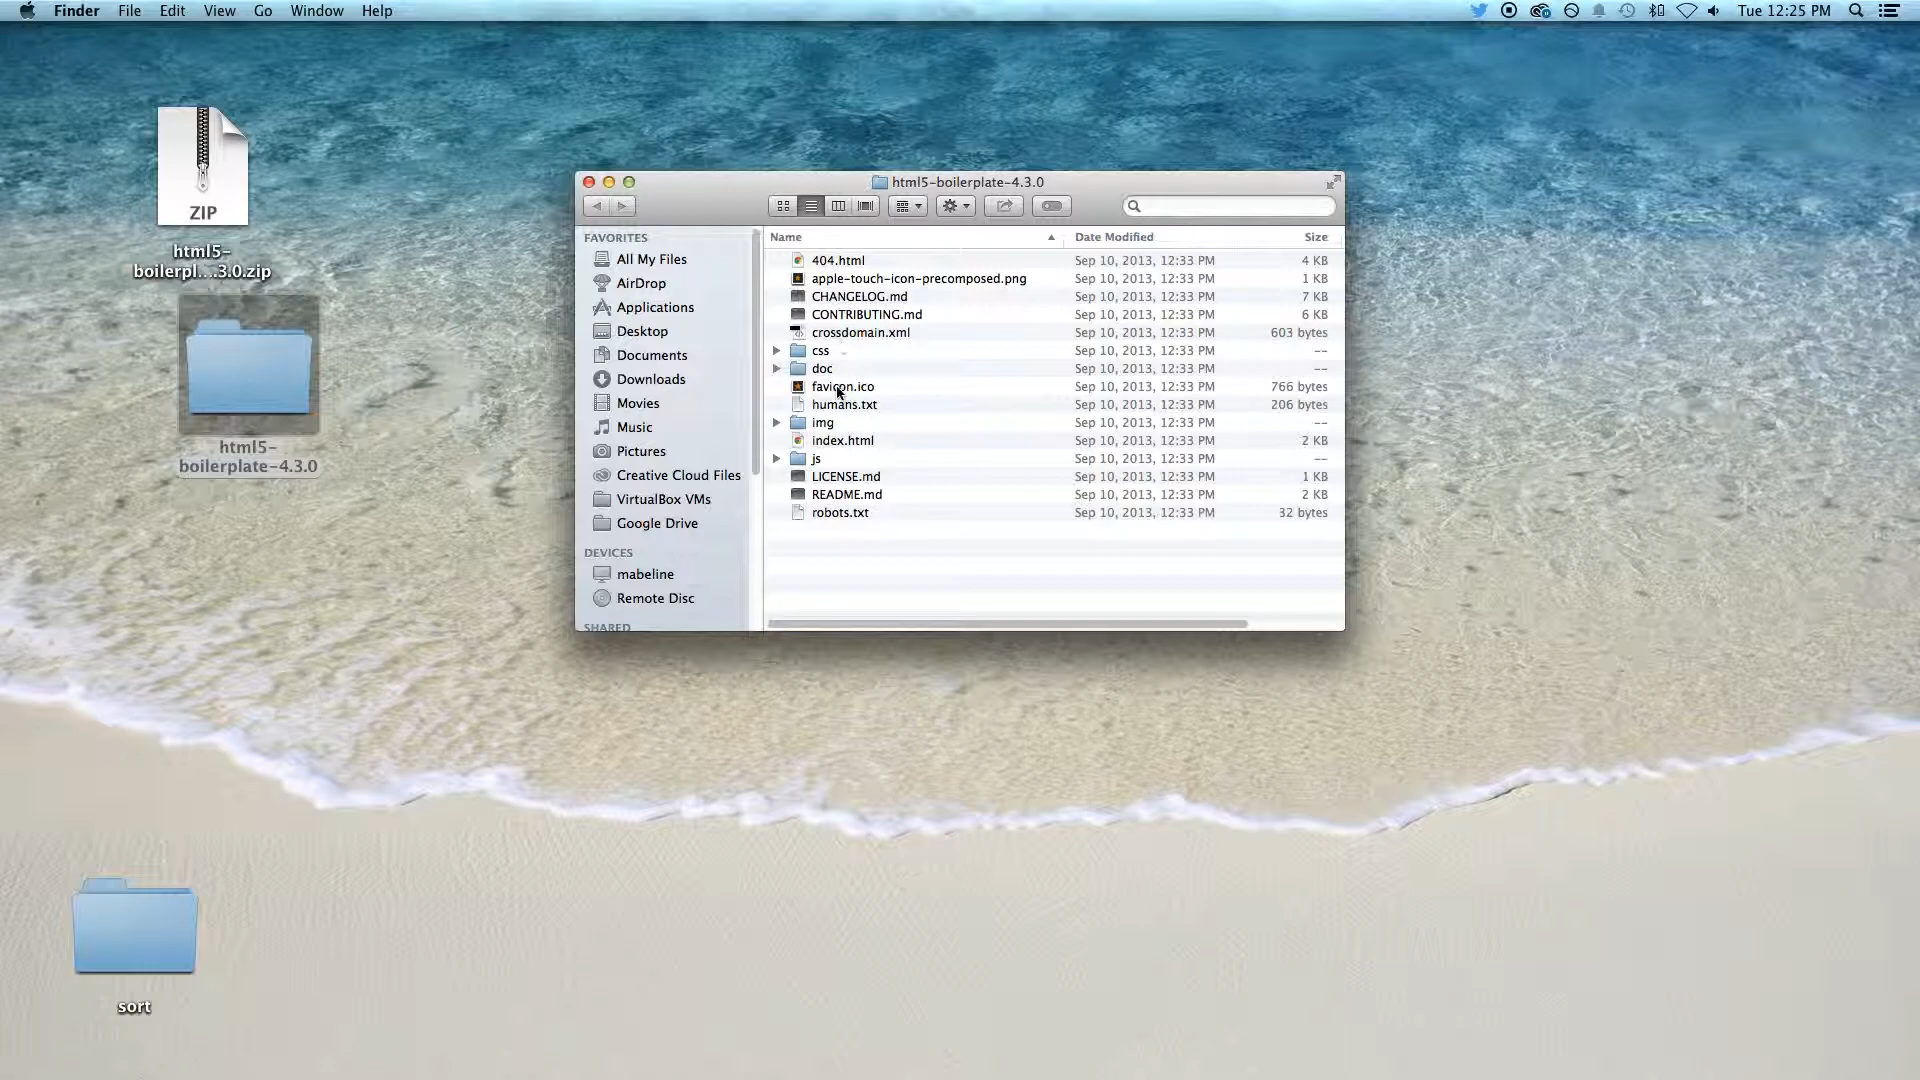 Finder File Edit View Go Window Help
Tue 12:25 PM
ZIP
html5-
boilerpl....3.0.zip
html5-
boilerplate-4.3.0
sort
html5-boilerplate-4.3.0
FAVORITES
All My Files
AirDrop
Applications
Desktop
Documents
Downloads
Movies
Music
Pictures
Creative Cloud Files
VirtualBox VMs
Google Drive
DEVICES
mabeline
Remote Disc
SHARED
Name Date Modified Size
404.html Sep 10, 2013, 12:33 PM 4 KB
apple-touch-icon-precomposed.png Sep 10, 2013, 12:33 PM 1 KB
CHANGELOG.md Sep 10, 2013, 12:33 PM 7 KB
CONTRIBUTING.md Sep 10, 2013, 12:33 PM 6 KB
crossdomain.xml Sep 10, 2013, 12:33 PM 603 bytes
css Sep 10, 2013, 12:33 PM --
doc Sep 10, 2013, 12:33 PM --
favicon.ico Sep 10, 2013, 12:33 PM 766 bytes
humans.txt Sep 10, 2013, 12:33 PM 206 bytes
img Sep 10, 2013, 12:33 PM --
index.html Sep 10, 2013, 12:33 PM 2 KB
js Sep 10, 2013, 12:33 PM --
LICENSE.md Sep 10, 2013, 12:33 PM 1 KB
README.md Sep 10, 2013, 12:33 PM 2 KB
robots.txt Sep 10, 2013, 12:33 PM 32 bytes